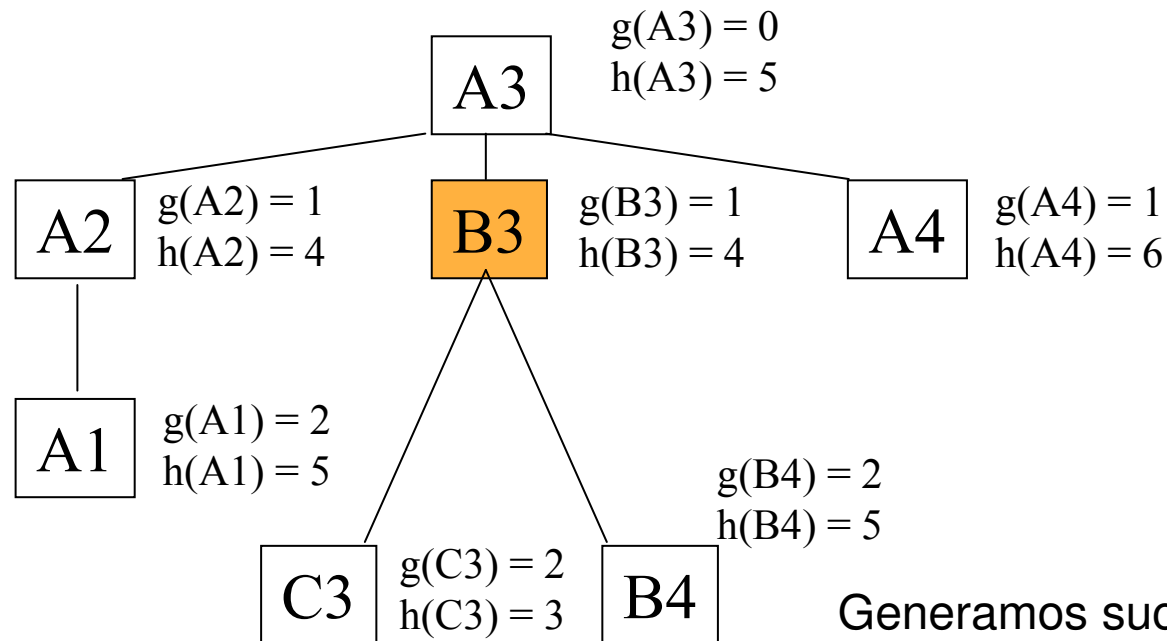 g(A3) = 0
h(A3) = 5
A3
A2
g(A2) = 1
h(A2) = 4
B3
g(B3) = 1
h(B3) = 4
A4
g(A4) = 1
h(A4) = 6
A1
g(A1) = 2
h(A1) = 5
C3
g(C3) = 2
h(C3) = 3
B4
g(B4) = 2
h(B4) = 5
Generamos